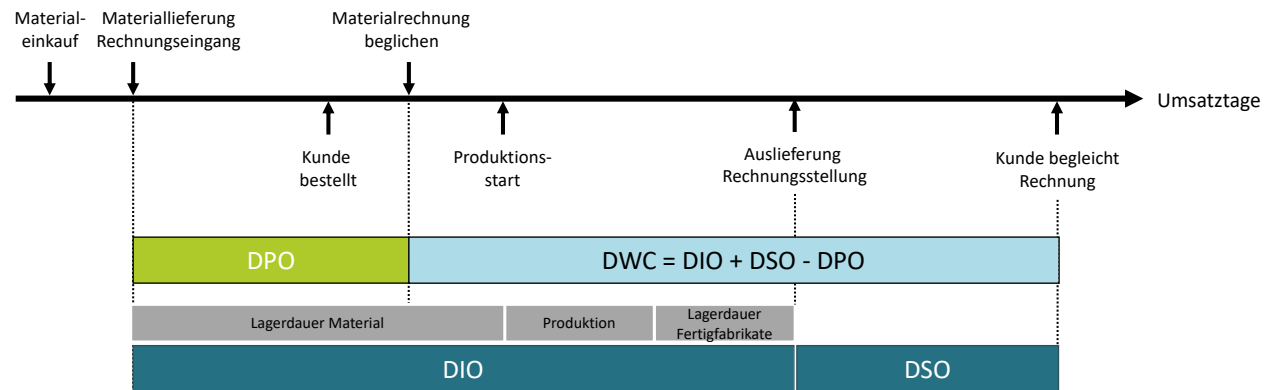 Material-
einkauf
Materiallieferung
Rechnungseingang
Materialrechnung
beglichen
Umsatztage
Kunde
bestellt
Produktions-
start
Auslieferung
Rechnungsstellung
Kunde begleicht
Rechnung
DPO
DWC = DIO + DSO - DPO
Lagerdauer Material
Produktion
Lagerdauer
Fertigfabrikate
DIO
DSO